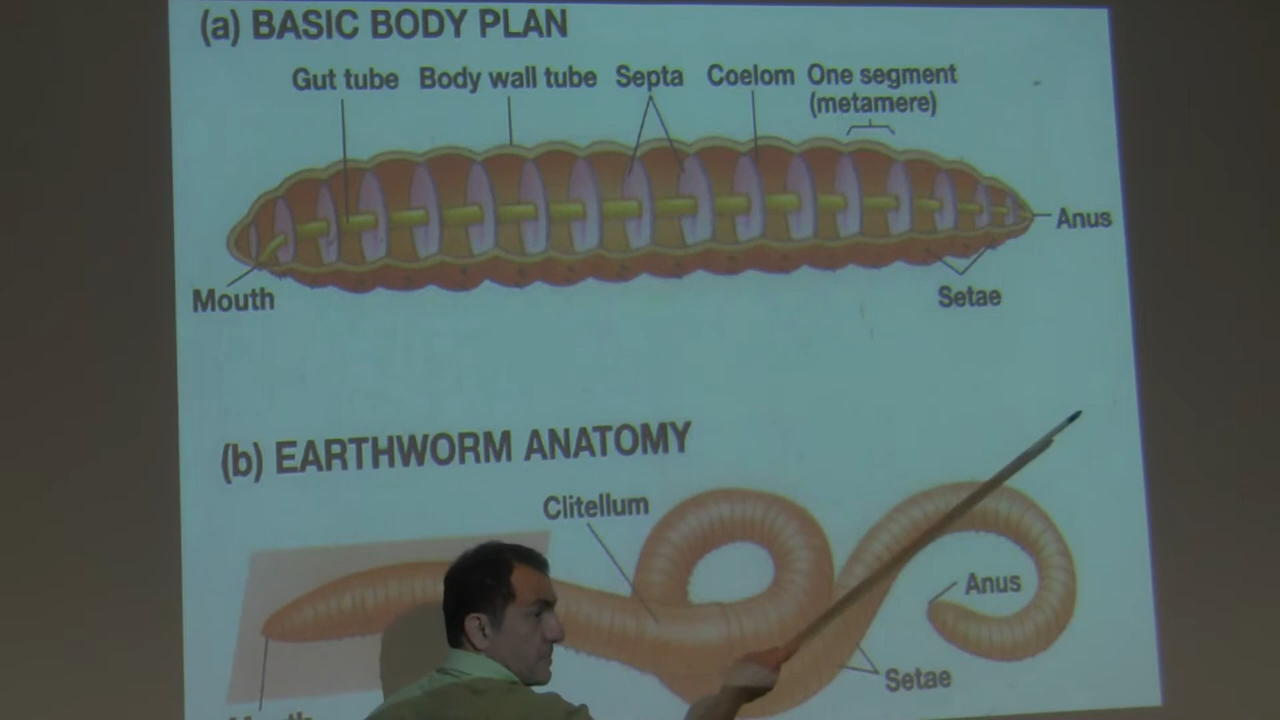 (a) BASIC BODY PLAN
Gut tube Body wall tube Septa Coelom One segment
(metamere)
Anus
Mouth
Setae
(b) EARTHWORM ANATOMY
Clitellum
Anus
Setae
Mouth